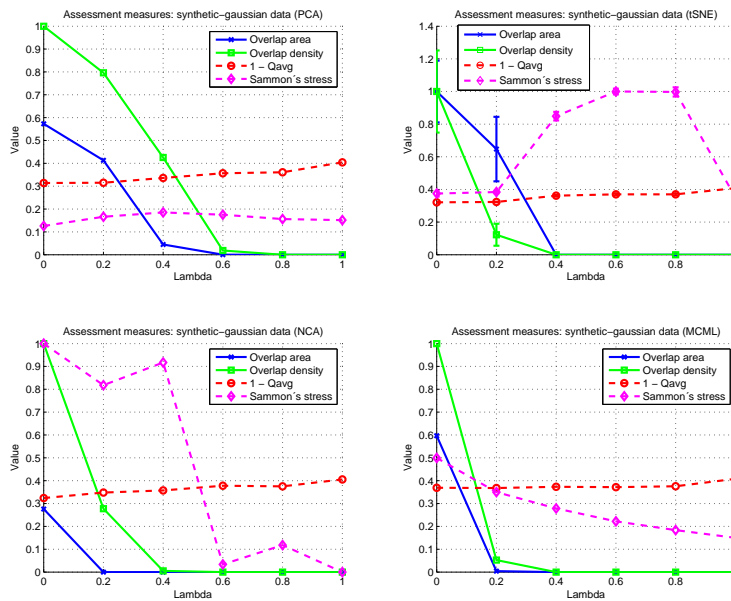 Assessment measures: synthetic-gaussian data (PCA)
Overlap area
Overlap density
1 - Qavg
Sammon´s stress
Value
1
0.9
0.8
0.7
0.6
0.5
0.4
0.3
0.2
0.1
0
0 0.2 0.4 0.6 0.8 1
Lambda
Assessment measures: synthetic-gaussian data (tSNE)
Overlap area
Overlap density
1 - Qavg
Sammon´s stress
Value
1.4
1.2
1
0.8
0.6
0.4
0.2
0
0 0.2 0.4 0.6 0.8
Lambda
Assessment measures: synthetic-gaussian data (NCA)
Overlap area
Overlap density
1 - Qavg
Sammon´s stress
Value
1
0.9
0.8
0.7
0.6
0.5
0.4
0.3
0.2
0.1
0
0 0.2 0.4 0.6 0.8 1
Lambda
Assessment measures: synthetic-gaussian data (MCML)
Overlap area
Overlap density
1 - Qavg
Sammon´s stress
Value
1
0.9
0.8
0.7
0.6
0.5
0.4
0.3
0.2
0.1
0
0 0.2 0.4 0.6 0.8
Lambda